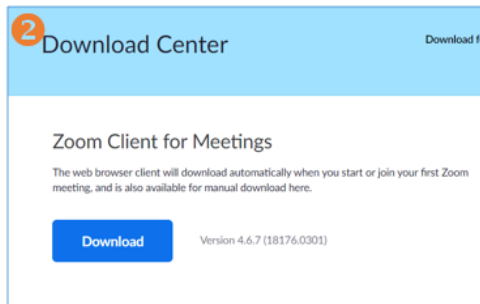 2
Download Center
Download f
Zoom Client for Meetings
The web browser client will download automatically when you start or join your first Zoom
meeting, and is also available for manual download here.
Download
Version 4.6.7 (18176.0301)